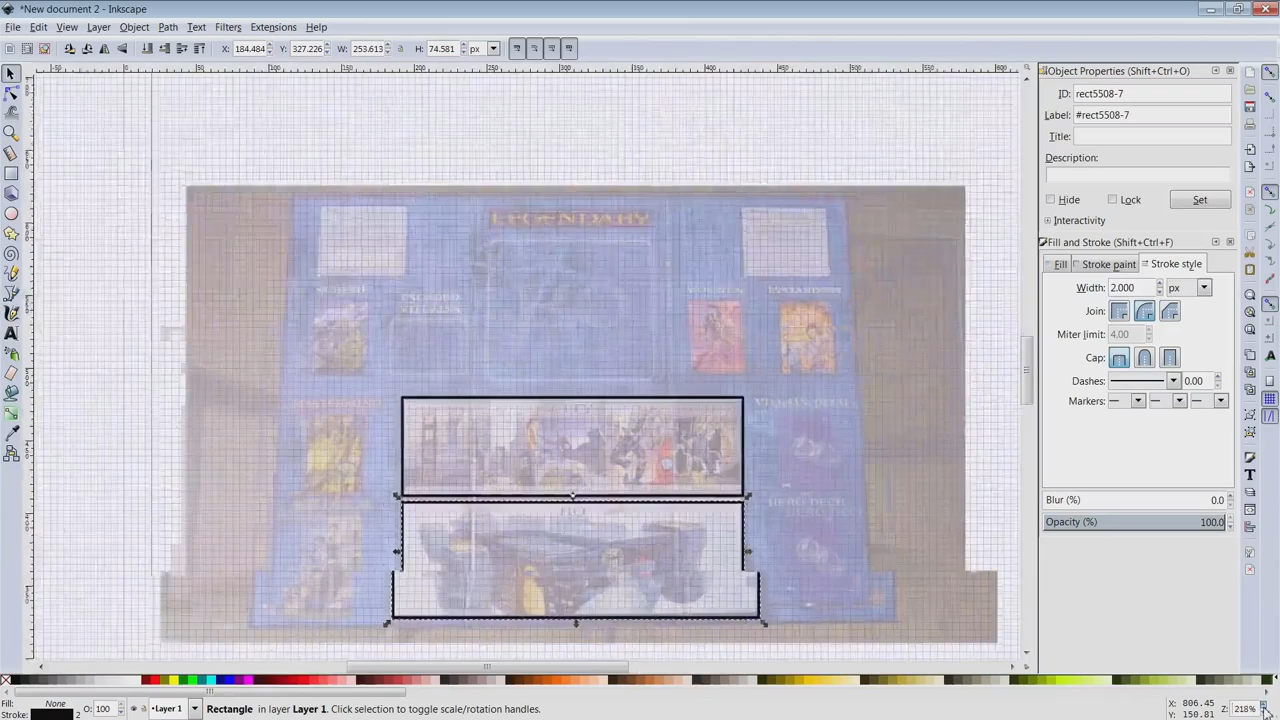 *New document 2 - Inkscape
File Edit View Layer Object Path Text Filters Extensions Help
X: 184.484 Y: 327.226 W: 253.613 H: 74.581 px
Object Properties (Shift+Ctrl+O)
ID: rect5508-7
Label: #rect5508-7
Title:
Description:
Hide Lock Set
Interactivity
Fill and Stroke (Shift+Ctrl+F)
Fill Stroke paint Stroke style
Width: 2.000 px
Join:
Miter limit: 4.00
Cap:
Dashes: 0.00
Markers:
Blur (%) 0.0
Opacity (%) 100.0
LEGENDARY
HERO DECK
Fill: None
Stroke: 2
O: 100
Layer 1
Rectangle in layer Layer 1. Click selection to toggle scale/rotation handles.
X: 806.45
Y: 150.81
Z: 218%